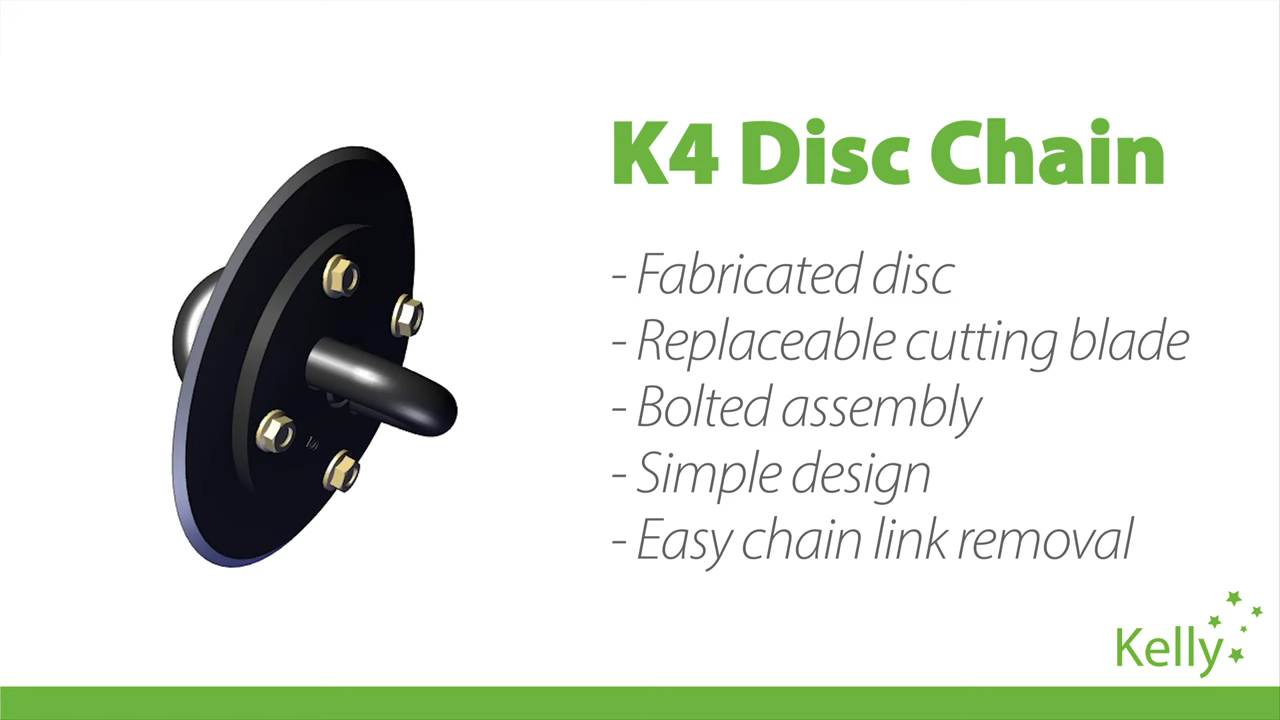 K4 Disc Chain
- Fabricated disc
- Replaceable cutting blade
- Bolted assembly
- Simple design
- Easy chain link removal
Kelly